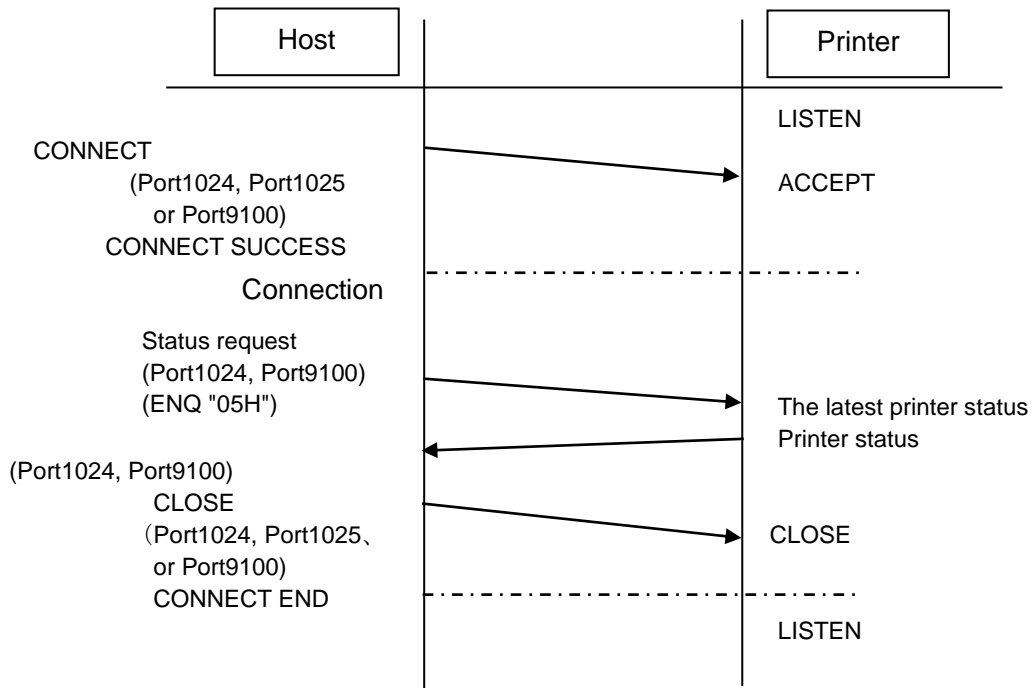 Host
Printer
LISTEN
CONNECT
(Port1024, Port1025
or Port9100)
ACCEPT
CONNECT SUCCESS
Connection
Status request
(Port1024, Port9100)
(ENQ "05H")
The latest printer status
Printer status
(Port1024, Port9100)
CLOSE
（Port1024, Port1025、
or Port9100)
CLOSE
CONNECT END
LISTEN